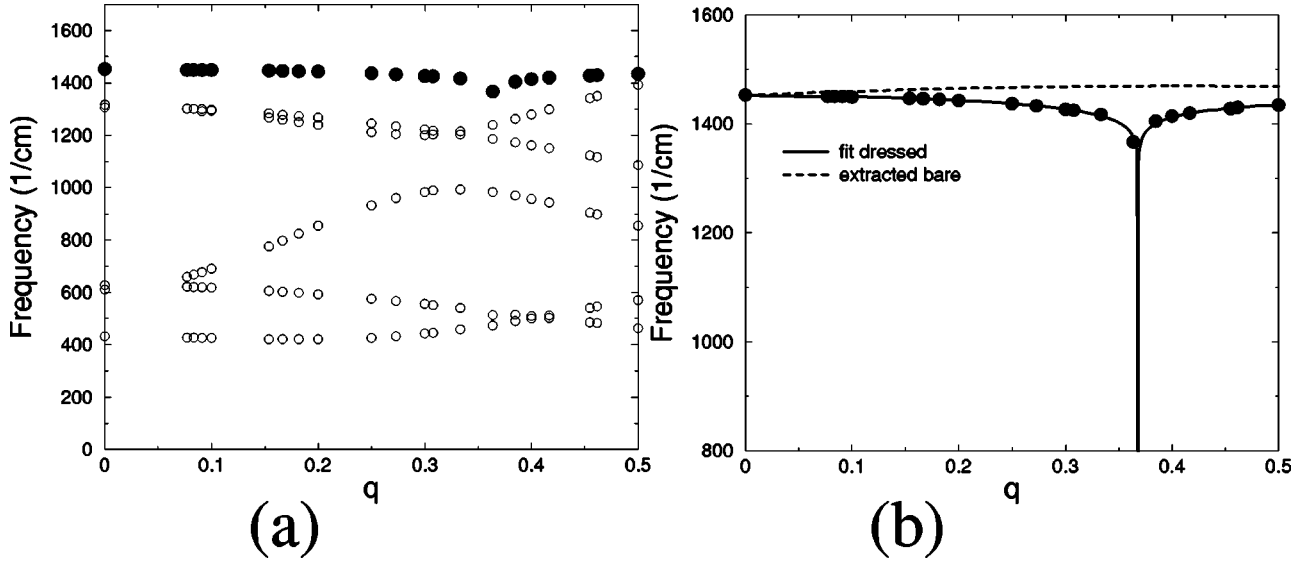 1600
1400
1200
1000
800
600
400
200
0
Frequency (1/cm)
0 0.1 0.2 0.3 0.4 0.5
q
(a)
1600
1400
1200
1000
800
Frequency (1/cm)
fit dressed
extracted bare
0 0.1 0.2 0.3 0.4 0.5
q
(b)